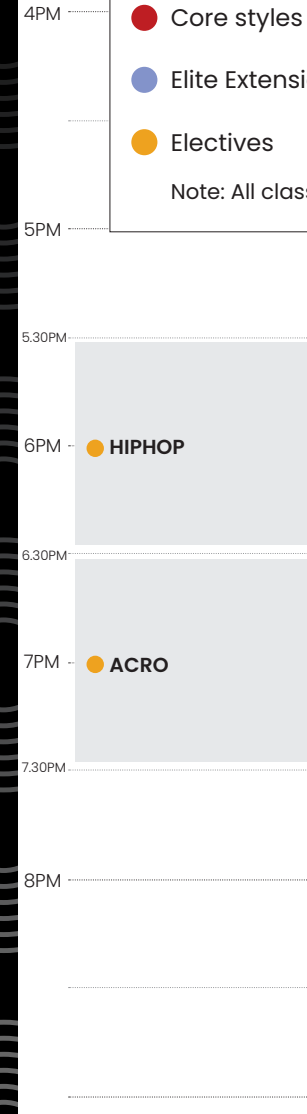 4PM
Core styles
Elite Extensi
Electives
Note: All clas
5PM
5.30PM
6PM
HIPHOP
6.30PM
7PM
ACRO
7.30PM
8PM